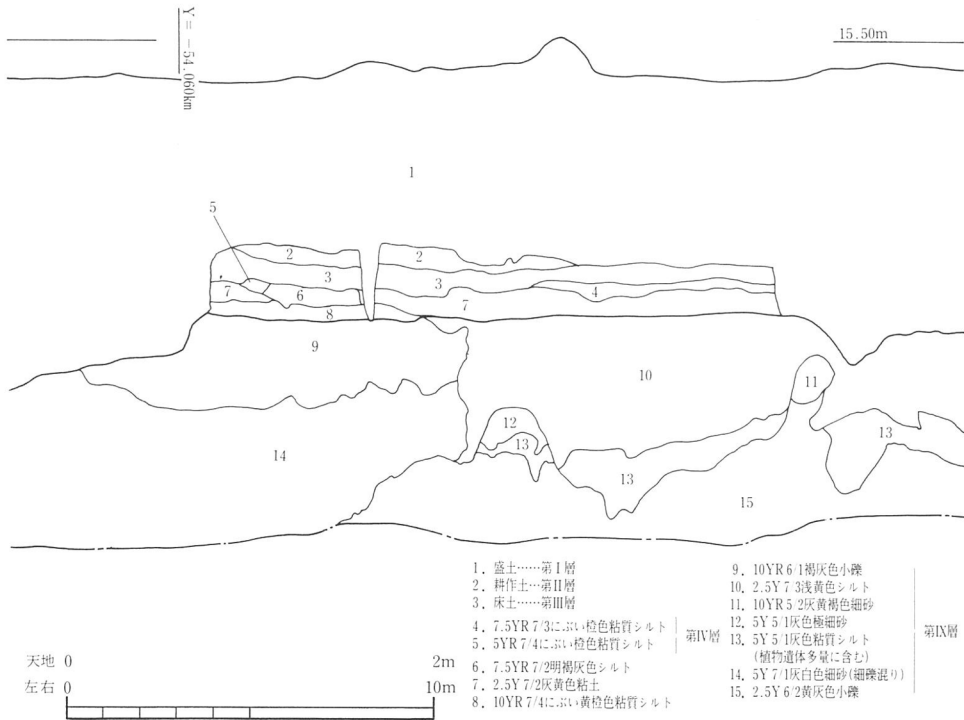 Y = －54.060km
15.50m
1
5
2
2
3
3
4
7
6
7
8
9
10
11
12
13
13
13
14
15
1．盛土……第Ⅰ層
2．耕作土……第Ⅱ層
3．床土……第Ⅲ層
4．7.5YR 7/3にぶい橙色粘質シルト
5．5YR 7/4にぶい橙色粘質シルト
第Ⅳ層
6．7.5YR 7/2明褐灰色シルト
7．2.5Y 7/2灰黄色粘土
8．10YR 7/4にぶい黄橙色粘質シルト
9．10YR 6/1褐灰色小礫
10．2.5Y 7/3浅黄色シルト
11．10YR 5/2灰黄褐色細砂
12．5Y 5/1灰色極細砂
13．5Y 5/1灰色粘質シルト
(植物遺体多量に含む)
14．5Y 7/1灰白色細砂(細礫混り)
15．2.5Y 6/2黄灰色小礫
第Ⅸ層
天地 0 2m
左右 0 10m